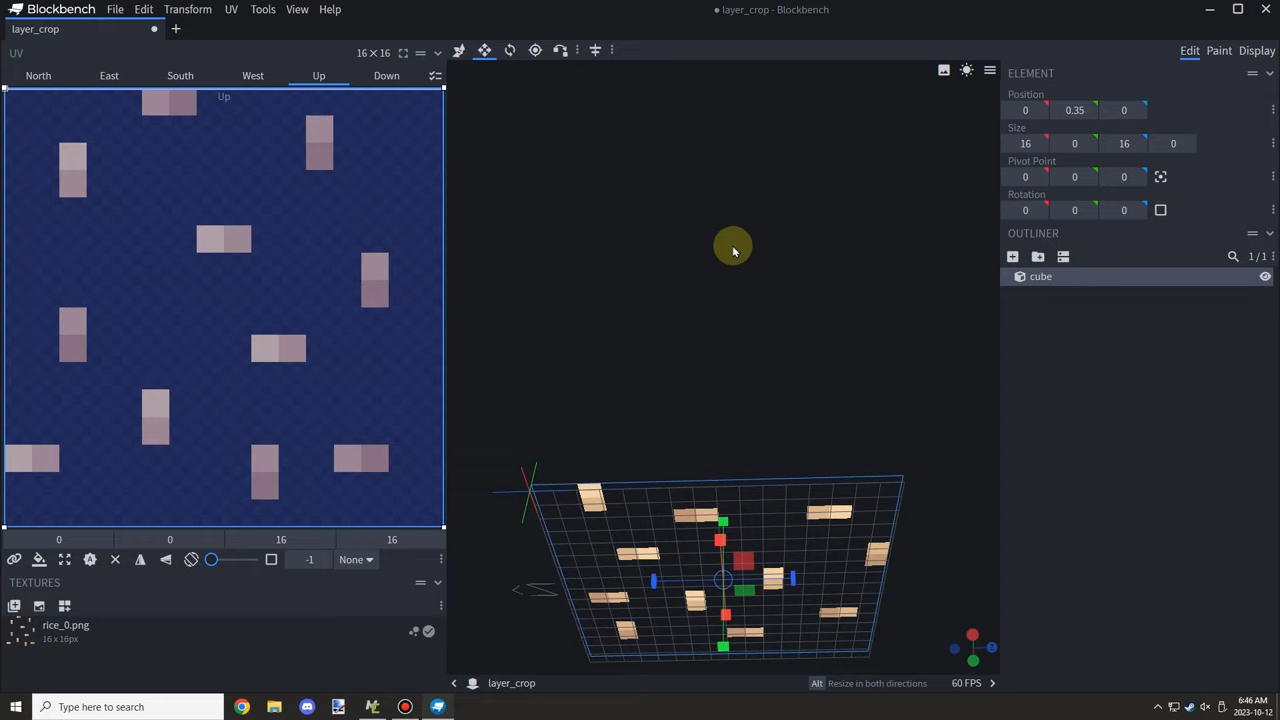 Blockbench File Edit Transform UV Tools View Help
layer_crop - Blockbench
layer_crop
UV 16×16
North East South West Up Down
Up
0 0 16 16
-1 None
TEXTURES
rice_0.png
16 x 16px
Edit Paint Display
ELEMENT
Position
0 0.35 0
Size
16 0 16 0
Pivot Point
0 0 0
Rotation
0 0 0
OUTLINER
1/1
cube
layer_crop
Alt Resize in both directions 60 FPS
Type here to search
6:46 AM
2023-10-12